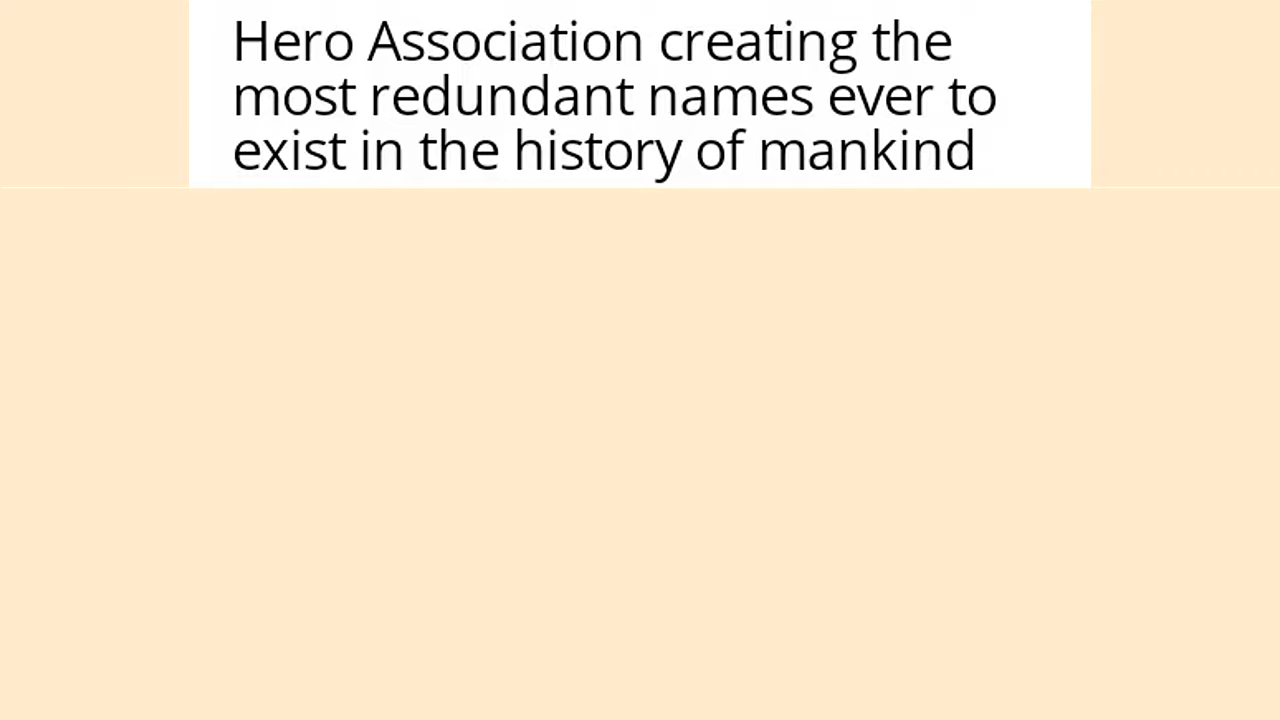 Hero Association creating the
most redundant names ever to
exist in the history of mankind